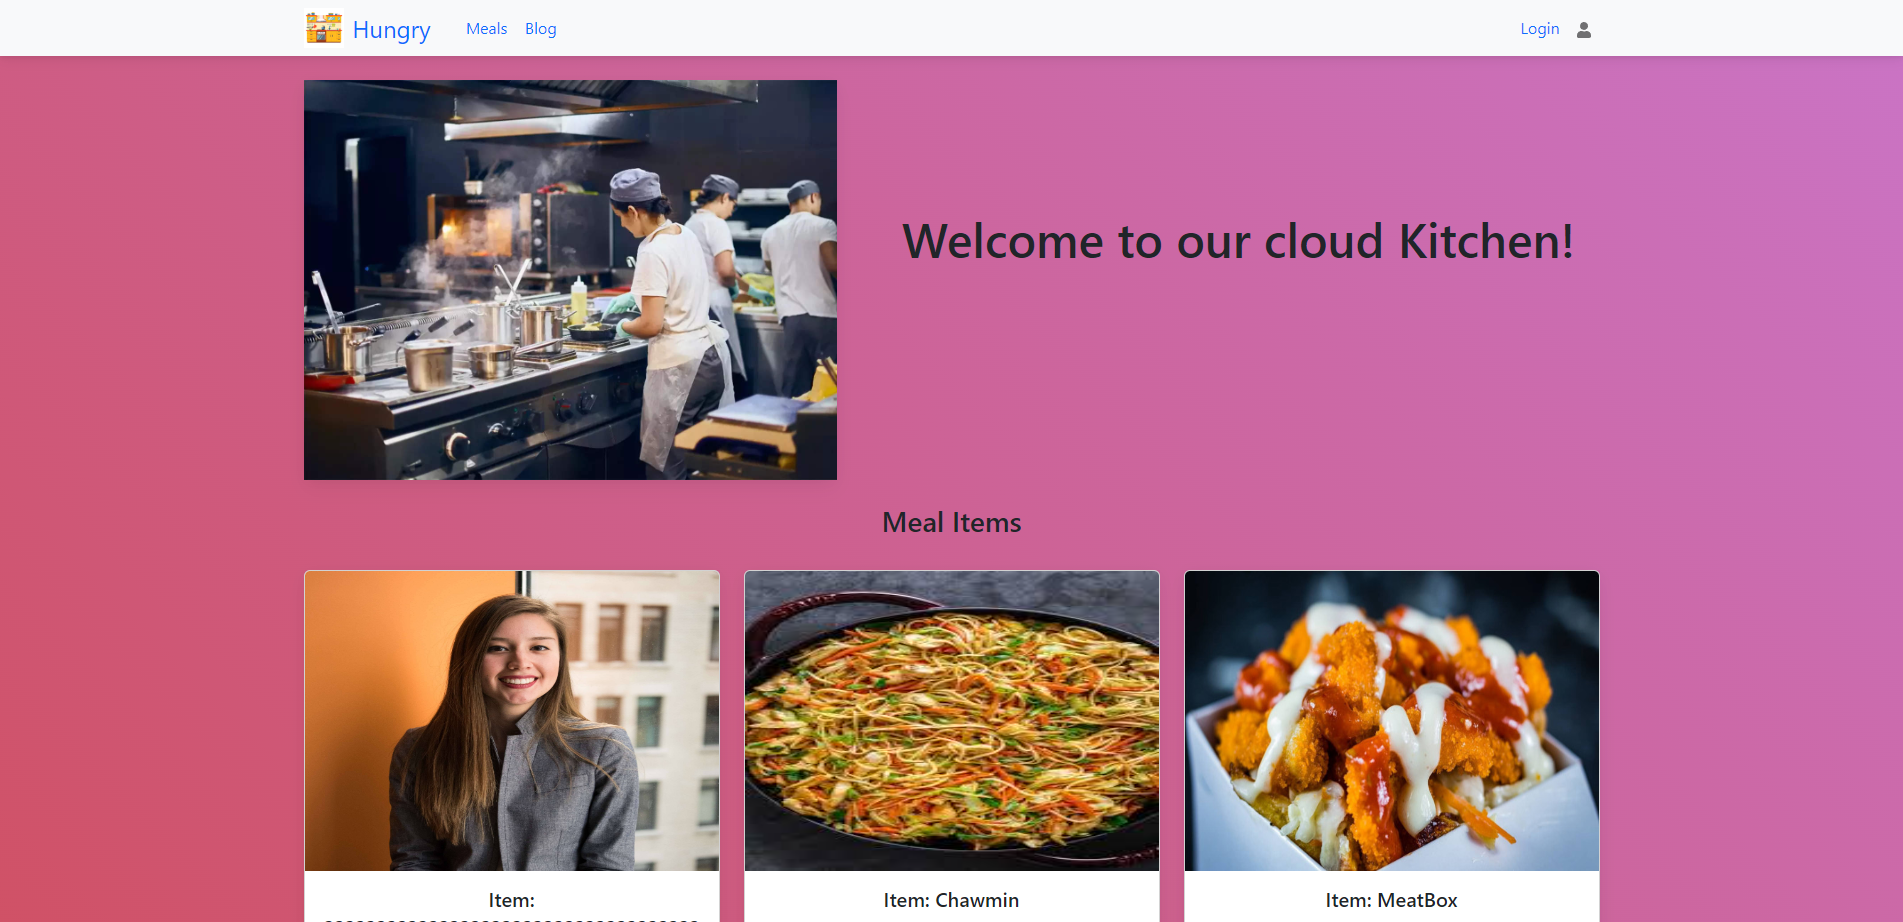 Hungry
Meals
Blog
Login
Welcome to our cloud Kitchen!
Meal Items
Item:
Item: Chawmin
Item: MeatBox